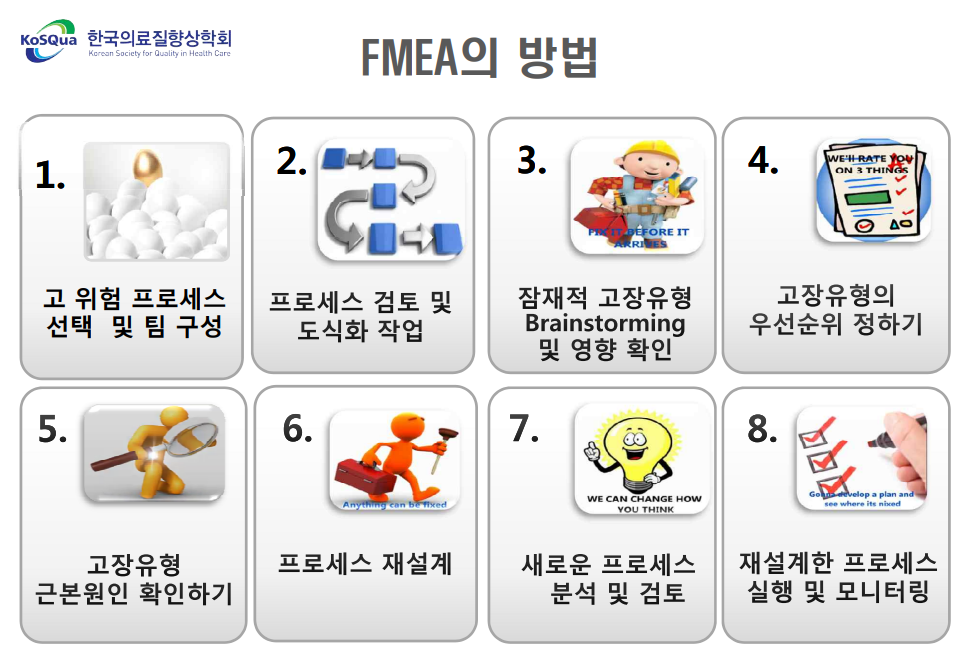 KoSQua 한국의료질향상학회
Korean Society for Quality in Health Care
FMEA의 방법
1.
고 위험 프로세스
선택 및 팀 구성
2.
프로세스 검토 및
도식화 작업
3.
FIX IT BEFORE IT
ARRISES
잠재적 고장유형
Brainstorming
및 영향 확인
4.
WE'LL RATE YOU
ON 3 THINGS
고장유형의
우선순위 정하기
5.
고장유형
근본원인 확인하기
6.
Anything can be fixed
프로세스 재설계
7.
WE CAN CHANGE HOW
YOU THINK
새로운 프로세스
분석 및 검토
8.
Gonna develop a plan and
see where its nixed
재설계한 프로세스
실행 및 모니터링